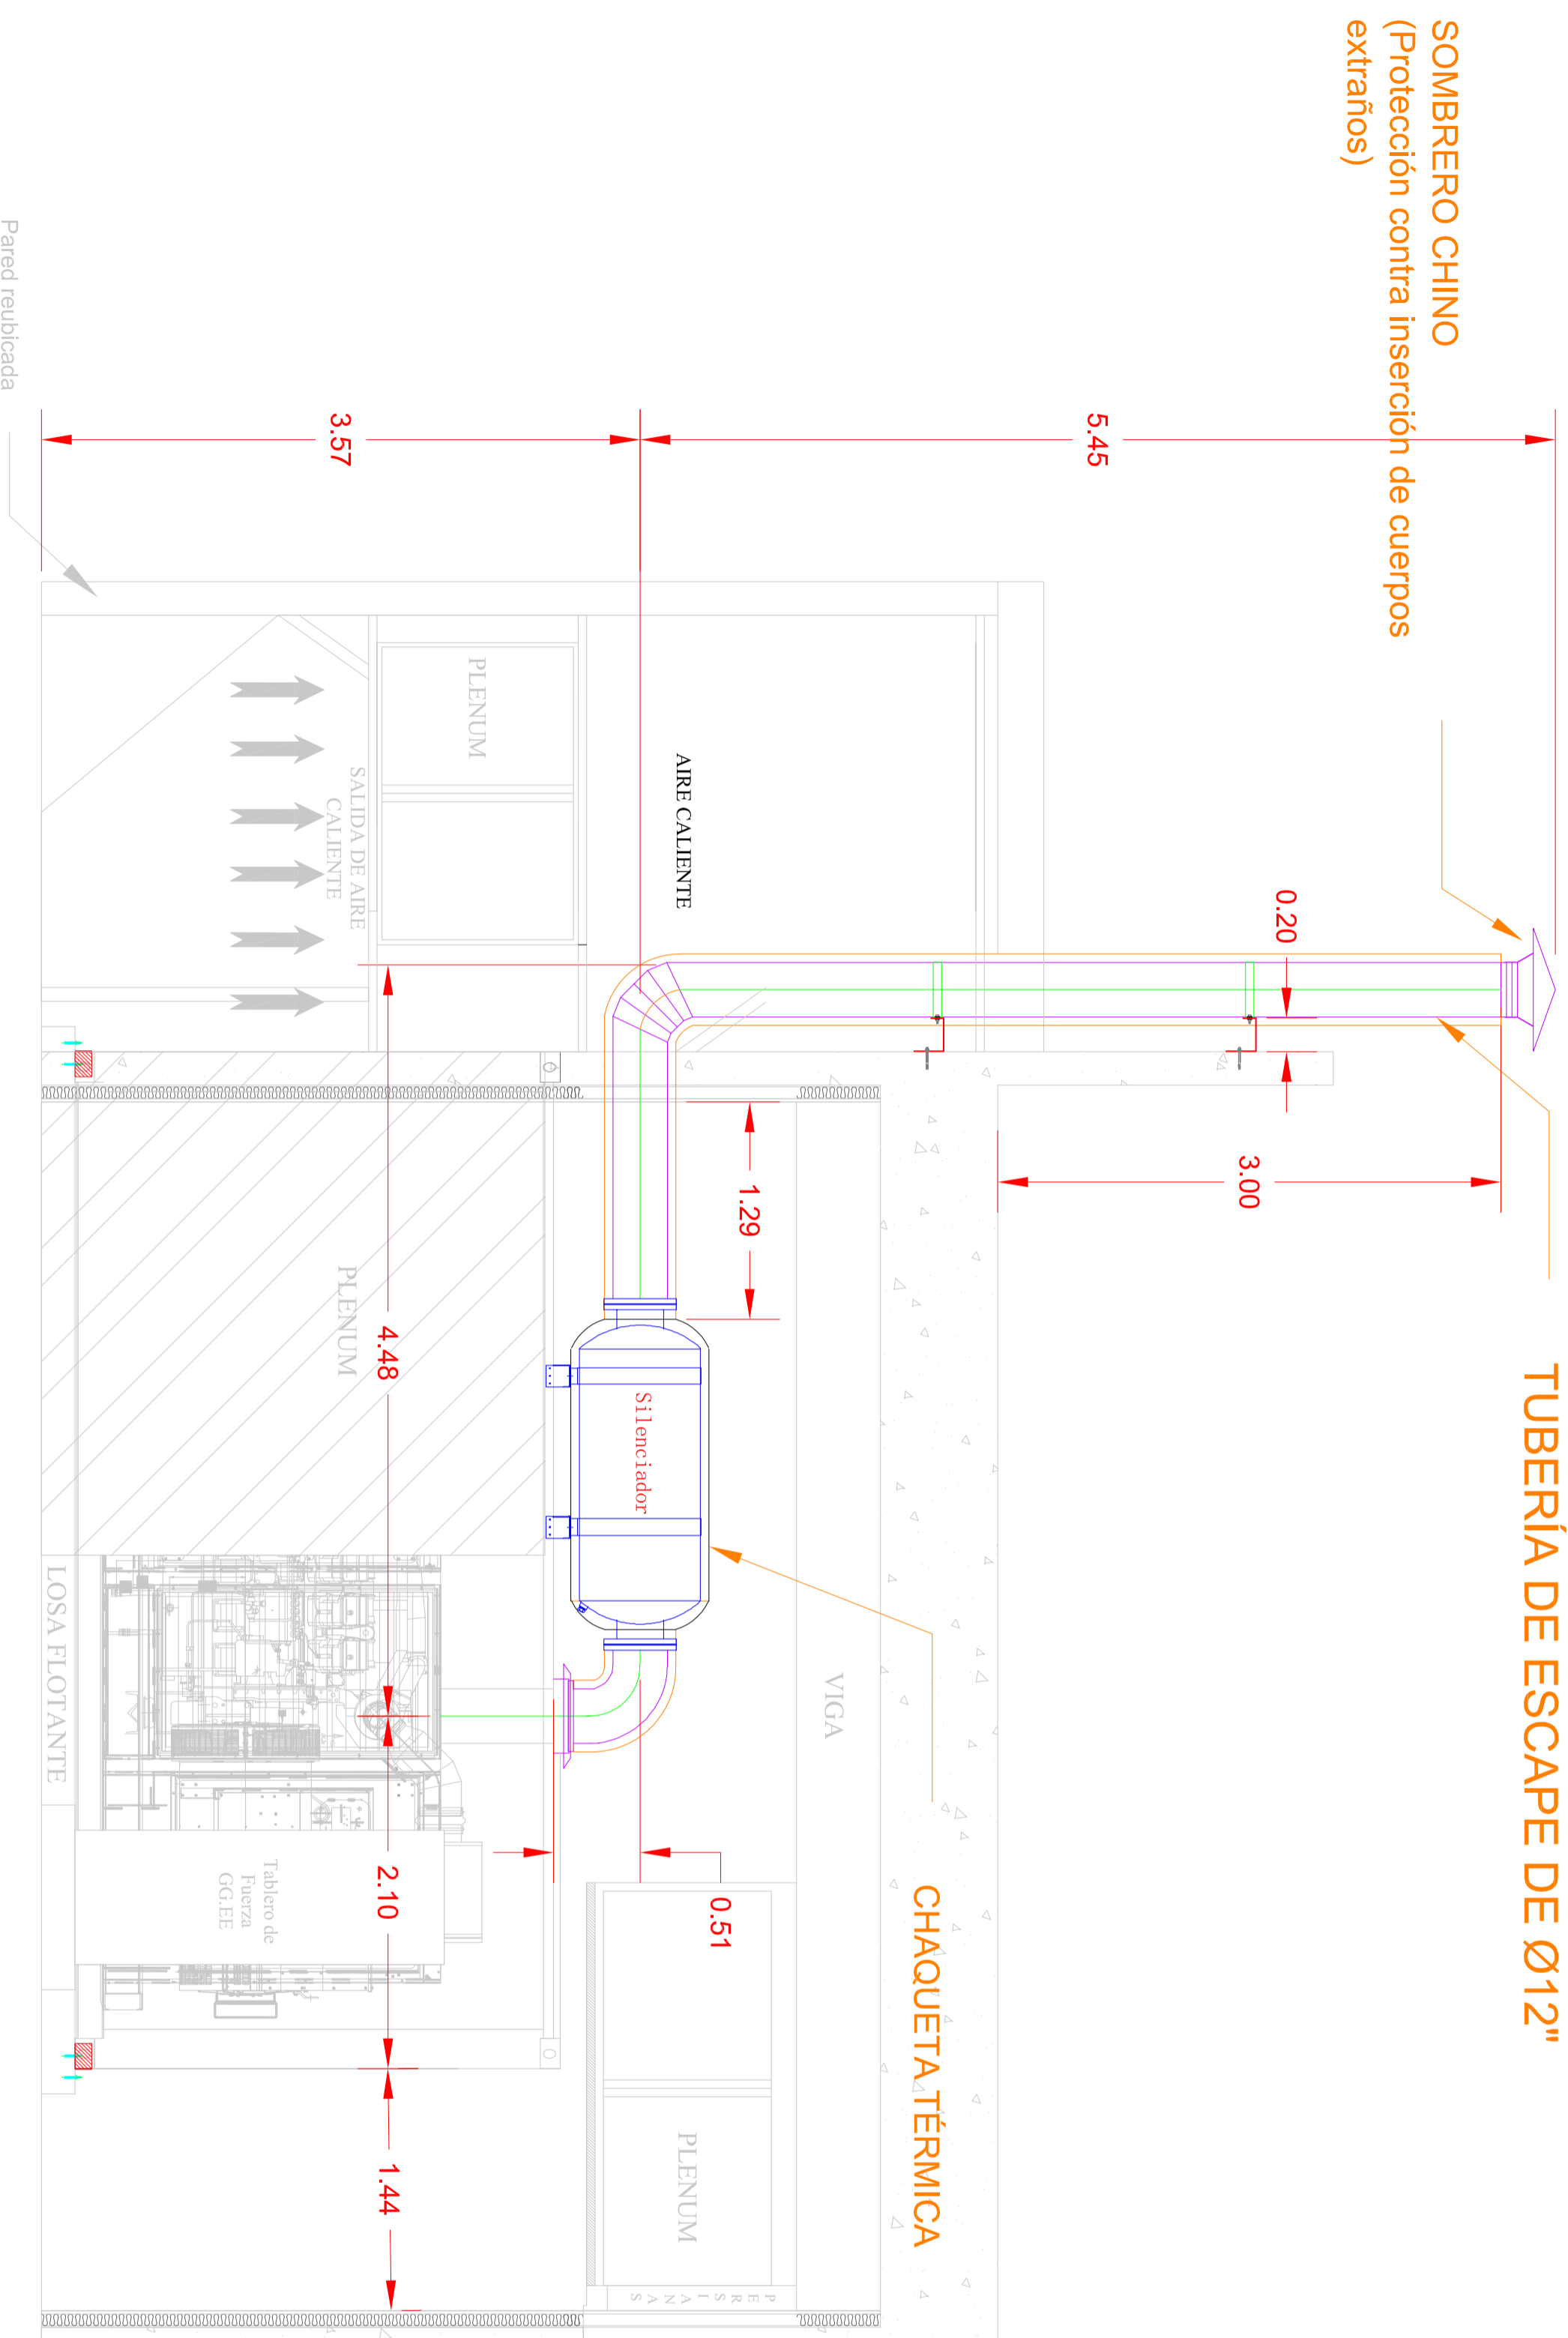 TUBERÍA DE ESCAPE DE Ø12"
SOMBRERO CHINO
(Protección contra inserción de cuerpos
extraños)
0.20
3.00
5.45
CHAQUETA TÉRMICA
VIGA
1.29
0.51
AIRE CALIENTE
Silenciador
PLENUM
PERSIANAS
PLENUM
3.57
SALIDA DE AIRE
CALIENTE
4.48
2.10
1.44
PLENUM
Tablero de
Fuerza
GG.EE
LOSA FLOTANTE
Pared reubicada